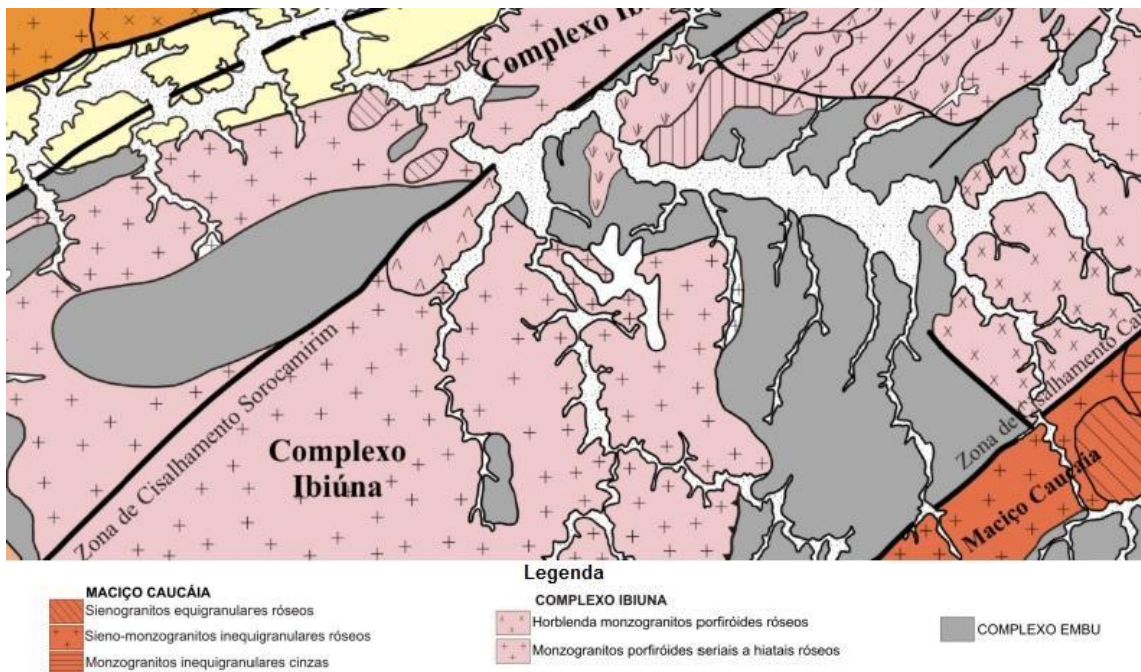 Complexo Ibiu
Zona de Cisalhamento Sorocamirim
Complexo
Ibiúna
Zona de Cisalhamento Ca
Maciço Caucáia
Legenda
MACIÇO CAUCÁIA
Sienogranitos equigranulares róseos
Sieno-monzogranitos inequigranulares róseos
Monzogranitos inequigranulares cinzas
COMPLEXO IBIUNA
Horblenda monzogranitos porfiróides róseos
Monzogranitos porfiróides seriais a hiatais róseos
COMPLEXO EMBU